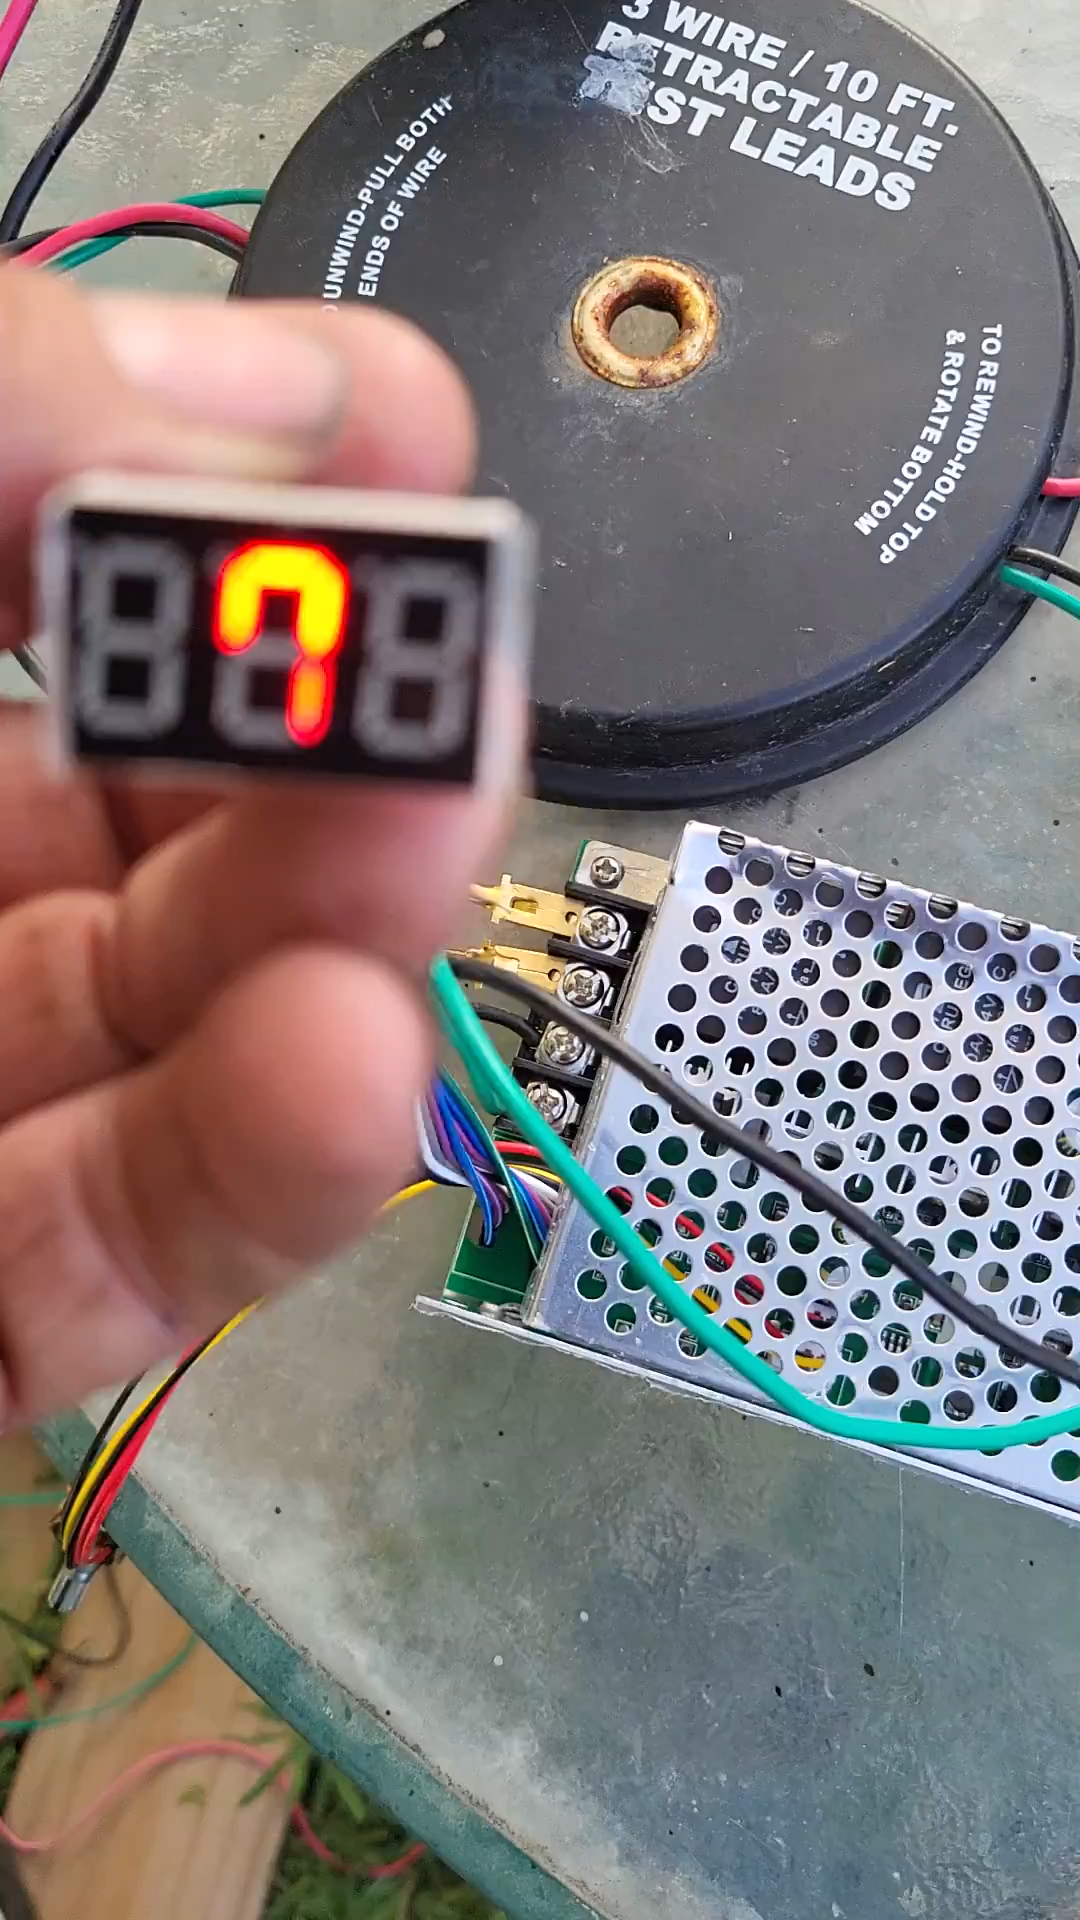 3 WIRE / 10 FT.
RETRACTABLE
TEST LEADS
UNWIND-PULL BOTH
ENDS OF WIRE
TO REWIND-HOLD TOP
& ROTATE BOTTOM
7